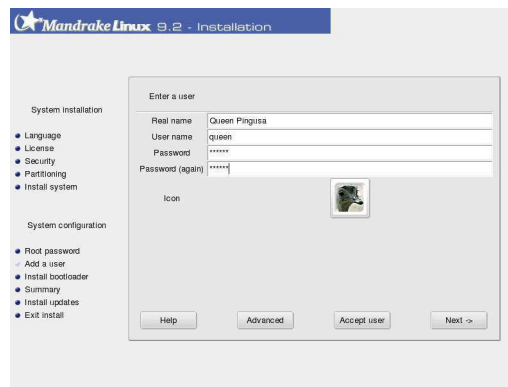 MandrakeLinux 9.2 - Installation
System installation
Language
License
Security
Partitioning
Install system
System configuration
Root password
Add a user
Install bootloader
Summary
Install updates
Exit install
Enter a user
Real name Queen Pingusa
User name queen
Password ******
Password (again) ******
Icon
Help Advanced Accept user Next ->